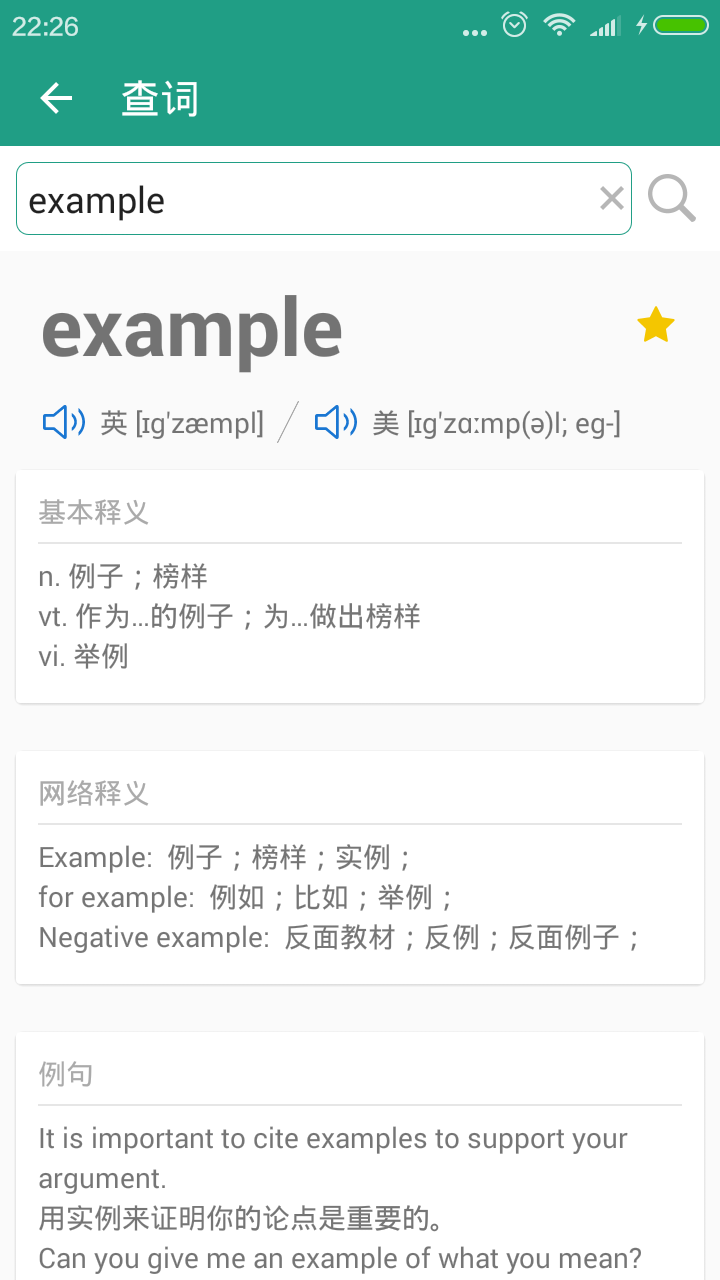 22:26
查词
example
example
英 [ɪg'zæmpl] / 美 [ɪg'zɑːmp(ə)l; eg-]
基本释义
n. 例子；榜样
vt. 作为...的例子；为...做出榜样
vi. 举例
网络释义
Example: 例子；榜样；实例；
for example: 例如；比如；举例；
Negative example: 反面教材；反例；反面例子；
例句
It is important to cite examples to support your
argument.
用实例来证明你的论点是重要的。
Can you give me an example of what you mean?